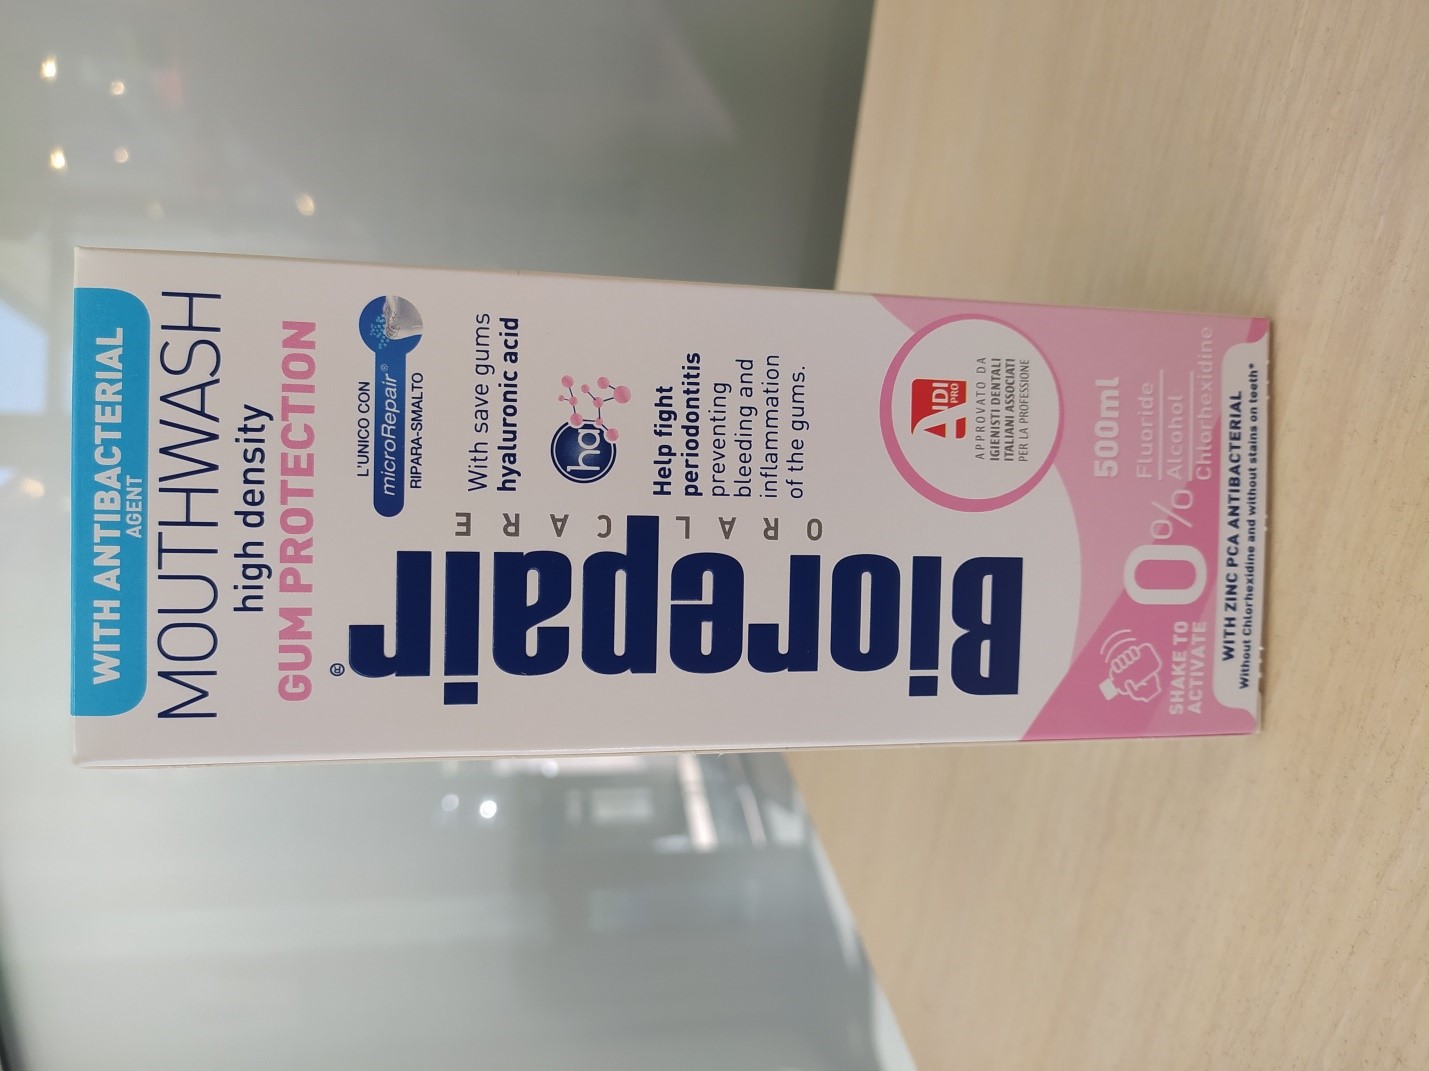 WITH ANTIBACTERIAL
AGENT
MOUTHWASH
high density
GUM PROTECTION
L'UNICO CON
microRepair®
RIPARA-SMALTO
Biorepair®
ORAL CARE
With save gums
hyaluronic acid
ha
Help fight
periodontitis
preventing
bleeding and
inflammation
of the gums.
AIDI
PRO
APPROVATO DA
IGIENISTI DENTALI
ITALIANI ASSOCIATI
PER LA PROFESSIONE
500ml
0%
Fluoride
Alcohol
Chlorhexidine
SHAKE TO
ACTIVATE
WITH ZINC PCA ANTIBACTERIAL
Without Chlorhexidine and without stains on teeth*